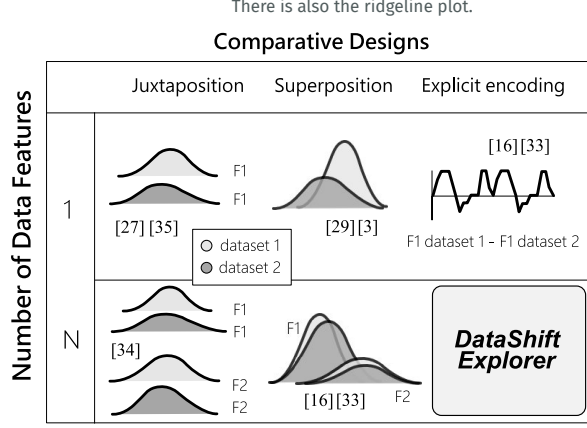 There is also the ridgeline plot.
Comparative Designs
Number of Data Features
Juxtaposition Superposition Explicit encoding
1
F1
F1
[27] [35]
[29][3]
[16][33]
F1 dataset 1 - F1 dataset 2
dataset 1
dataset 2
N
F1
F1
[34]
F2
F2
F1
F2
[16][33]
DataShift
Explorer